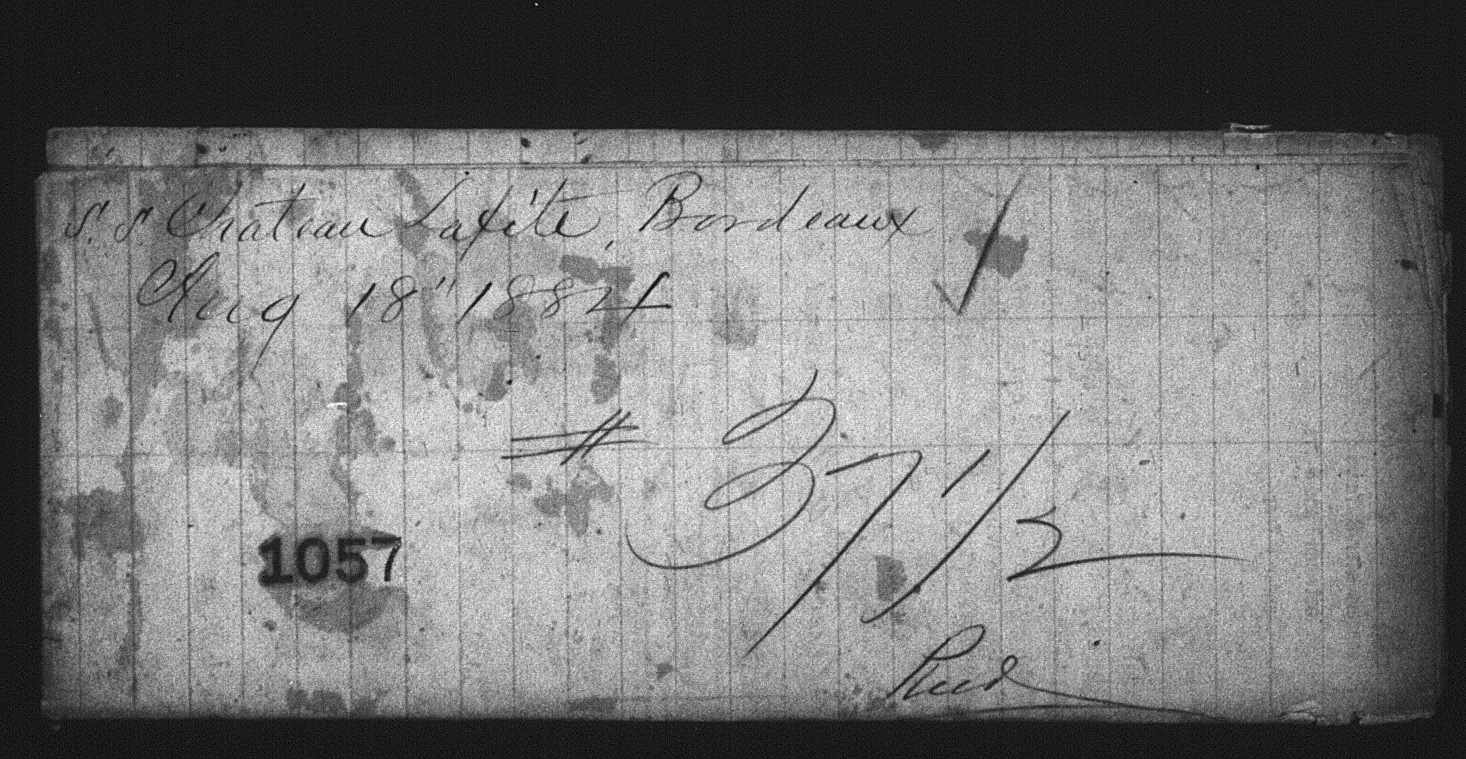 S. S. Chateau Lafite, Bordeaux
Aug 18" 1884
# 37 1/2
1057